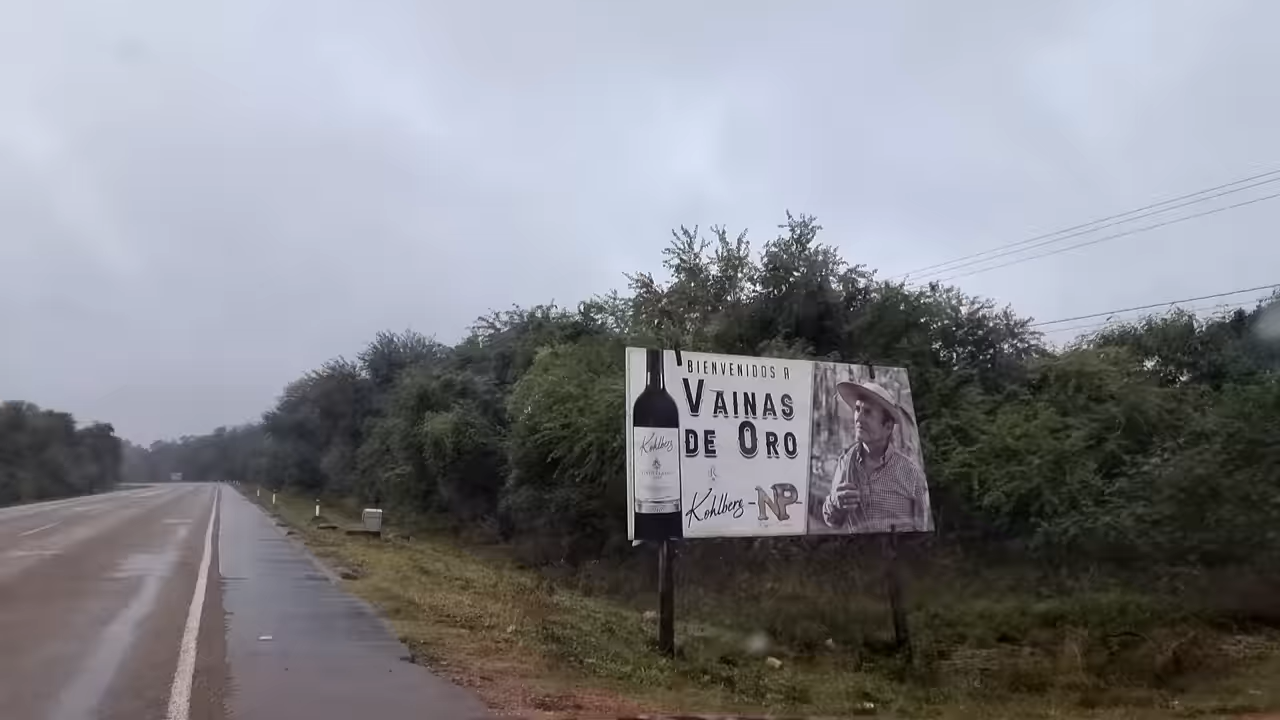 BIENVENIDOS A
VAINAS
DE ORO
Kohlberg
Kohlberg
NP